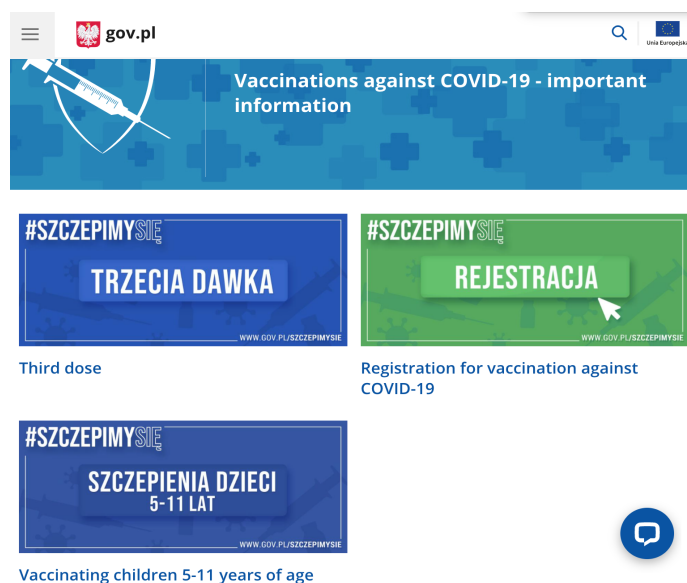 gov.pl
Unia Europejska
Vaccinations against COVID-19 - important
information
#SZCZEPIMYSIĘ
TRZECIA DAWKA
WWW.GOV.PL/SZCZEPIMYSIE
Third dose
#SZCZEPIMYSIĘ
REJESTRACJA
WWW.GOV.PL/SZCZEPIMYSIE
Registration for vaccination against
COVID-19
#SZCZEPIMYSIĘ
SZCZEPIENIA DZIECI
5-11 LAT
WWW.GOV.PL/SZCZEPIMYSIE
Vaccinating children 5-11 years of age